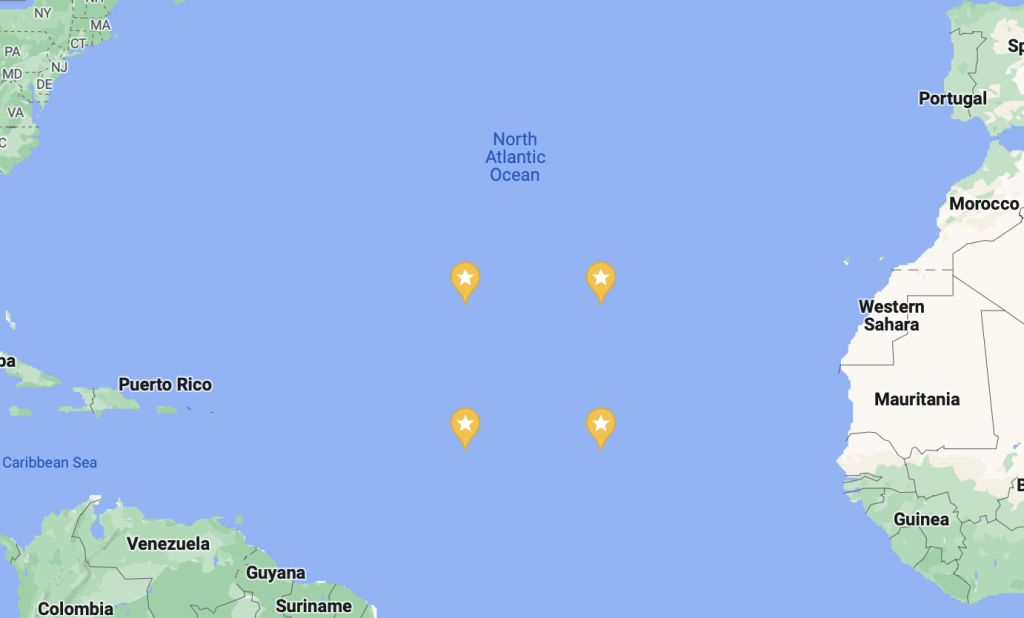 NY
NH
MA
CT
PA
NJ
MD
DE
VA
C
Sp
Portugal
North
Atlantic
Ocean
Morocco
Western
Sahara
ba
Puerto Rico
Mauritania
Caribbean Sea
B
Guinea
Venezuela
Guyana
Suriname
Colombia